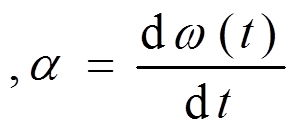 , α = dω(t)/dt